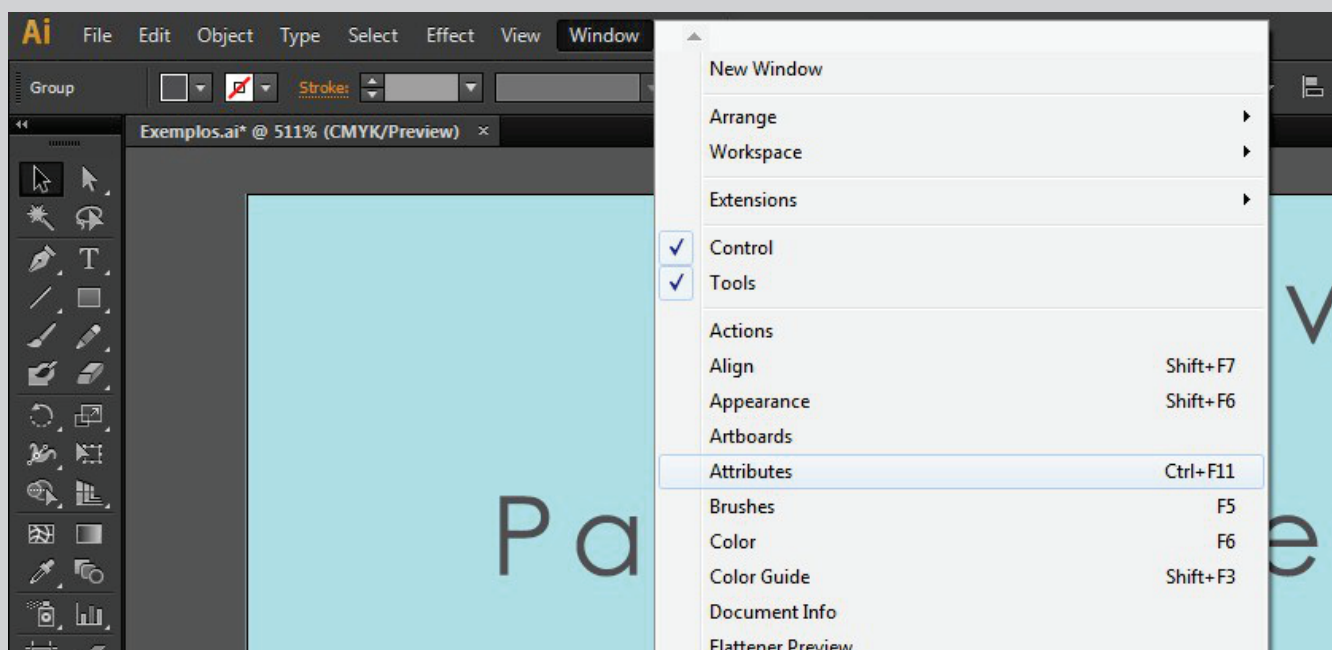 Ai File Edit Object Type Select Effect View Window
Group Stroke:
Exemplos.ai* @ 511% (CMYK/Preview) ×
New Window
Arrange
Workspace
Extensions
Control
Tools
Actions
Align Shift+F7
Appearance Shift+F6
Artboards
Attributes Ctrl+F11
Brushes F5
Color F6
Color Guide Shift+F3
Document Info
Flattener Preview
V
Pa e